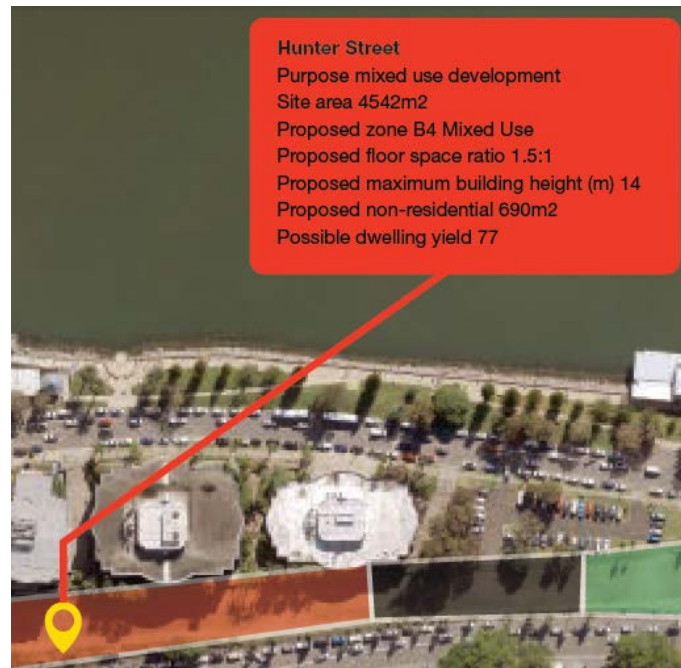 Hunter Street
Purpose mixed use development
Site area 4542m2
Proposed zone B4 Mixed Use
Proposed floor space ratio 1.5:1
Proposed maximum building height (m) 14
Proposed non-residential 690m2
Possible dwelling yield 77